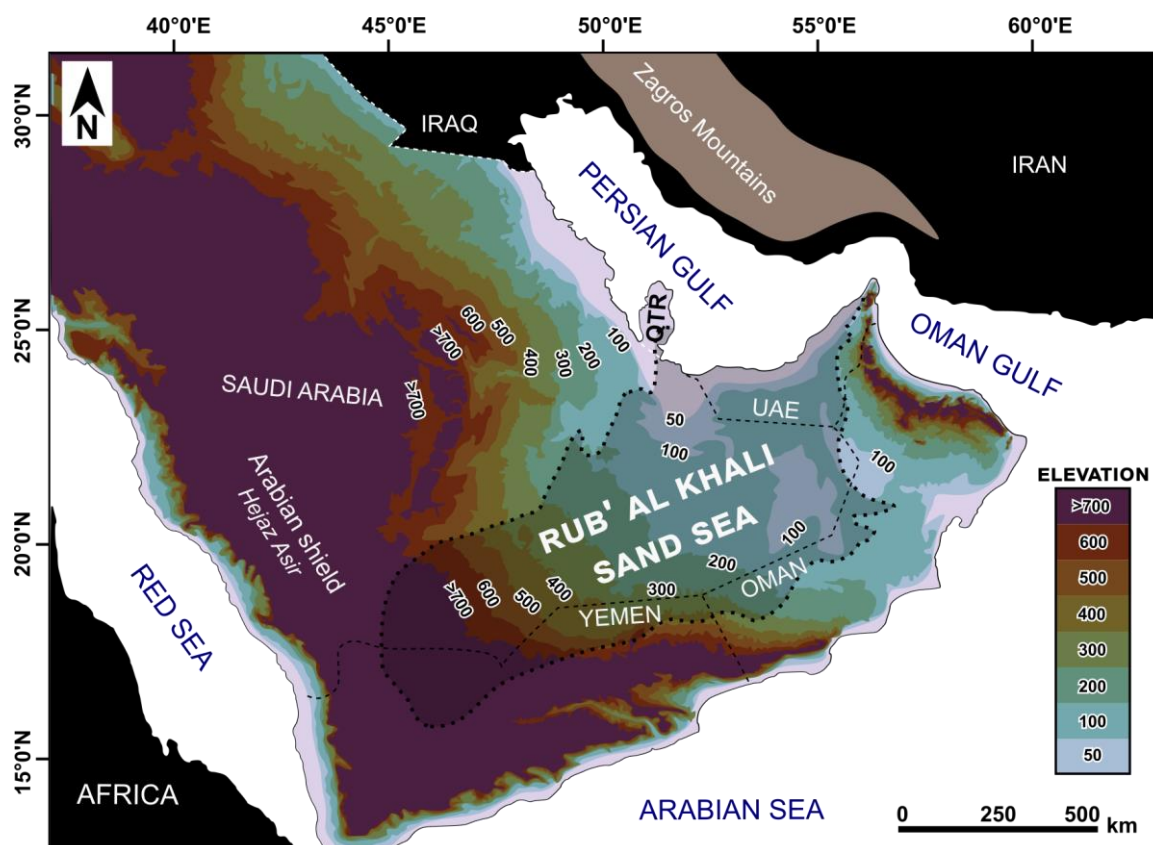 40°0'E
45°0'E
50°0'E
55°0'E
60°0'E
30°0'N
25°0'N
20°0'N
15°0'N
N
IRAQ
Zagros Mountains
IRAN
PERSIAN GULF
QTR
OMAN GULF
600
500
>700
400
300
200
100
SAUDI ARABIA
>700
UAE
50
100
100
RUB' AL KHALI
SAND SEA
Arabian shield
Hejaz Asir
100
200
>700
600
500
400
300
OMAN
YEMEN
RED SEA
AFRICA
ARABIAN SEA
ELEVATION
>700
600
500
400
300
200
100
50
0 250 500
km